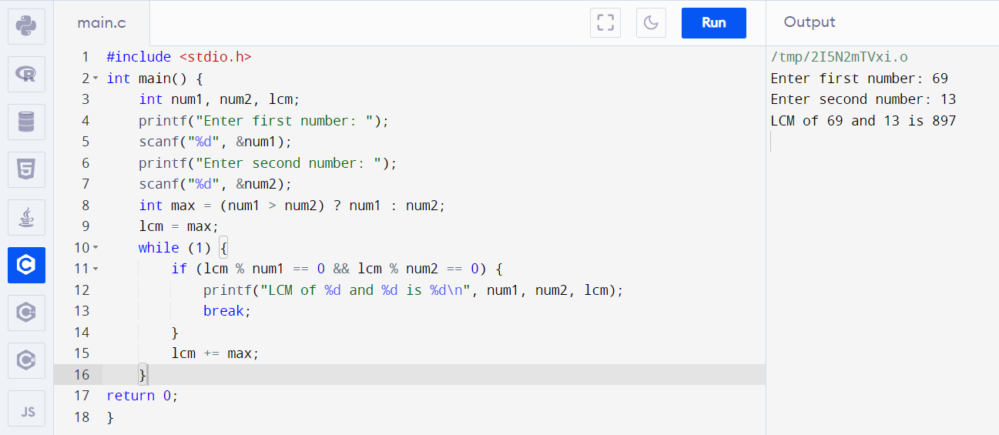 main.c
Run
Output
1 #include <stdio.h>
2 int main() {
3     int num1, num2, lcm;
4     printf("Enter first number: ");
5     scanf("%d", &num1);
6     printf("Enter second number: ");
7     scanf("%d", &num2);
8     int max = (num1 > num2) ? num1 : num2;
9     lcm = max;
10     while (1) {
11         if (lcm % num1 == 0 && lcm % num2 == 0) {
12             printf("LCM of %d and %d is %d\n", num1, num2, lcm);
13             break;
14         }
15         lcm += max;
16     }
17 return 0;
18 }
/tmp/2I5N2mTVxi.o
Enter first number: 69
Enter second number: 13
LCM of 69 and 13 is 897
R
5
C
C
C
JS